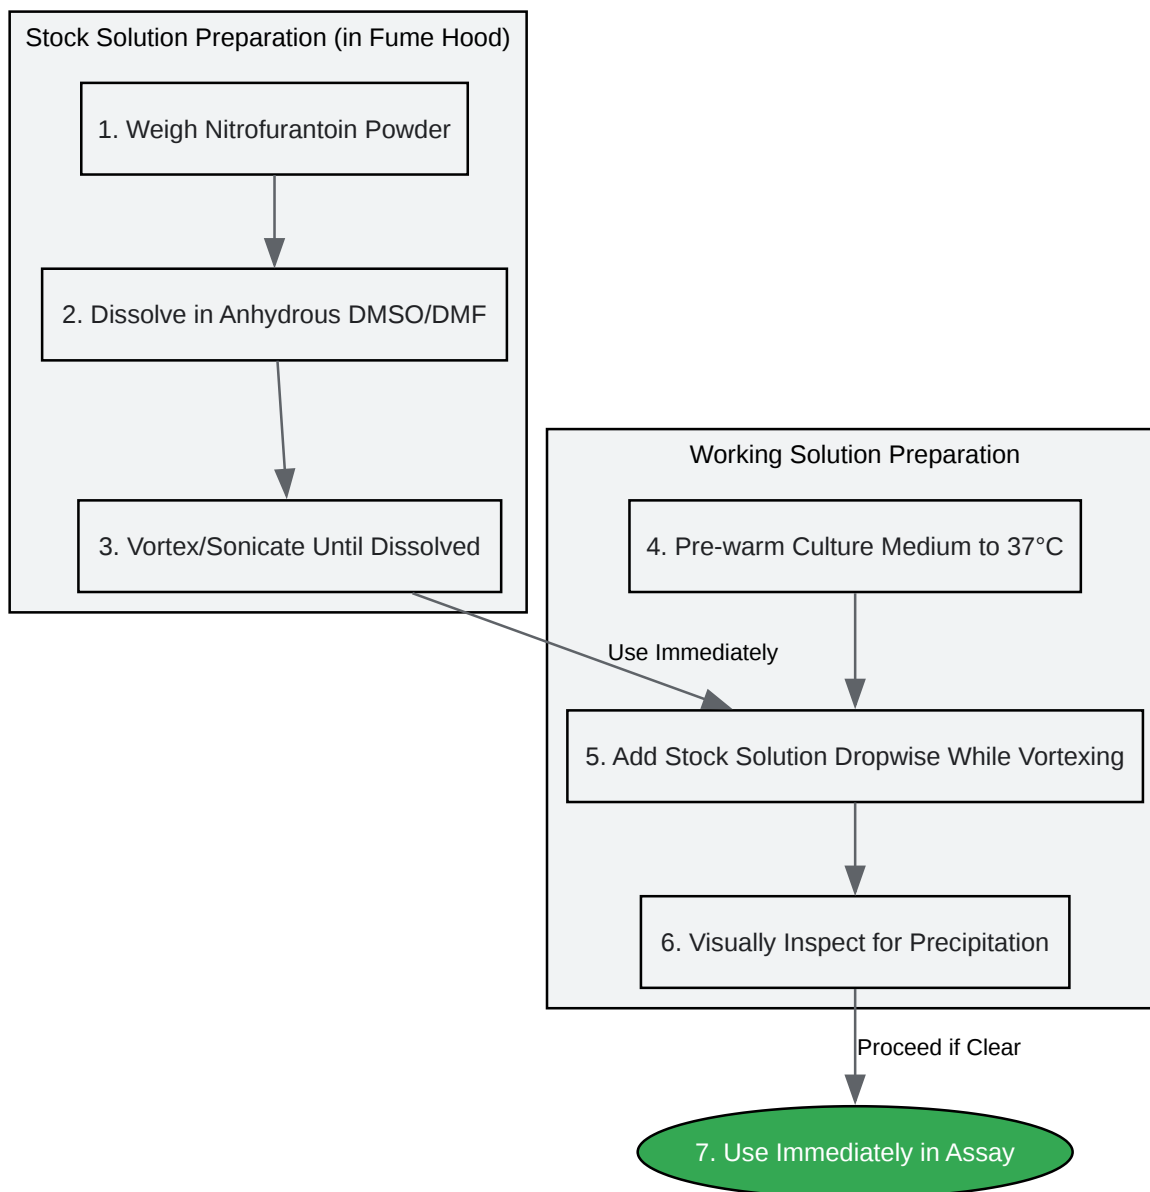 Stock Solution Preparation (in Fume Hood)
1. Weigh Nitrofurantoin Powder
2. Dissolve in Anhydrous DMSO/DMF
3. Vortex/Sonicate Until Dissolved
Use Immediately
Working Solution Preparation
4. Pre-warm Culture Medium to 37°C
5. Add Stock Solution Dropwise While Vortexing
6. Visually Inspect for Precipitation
Proceed if Clear
7. Use Immediately in Assay